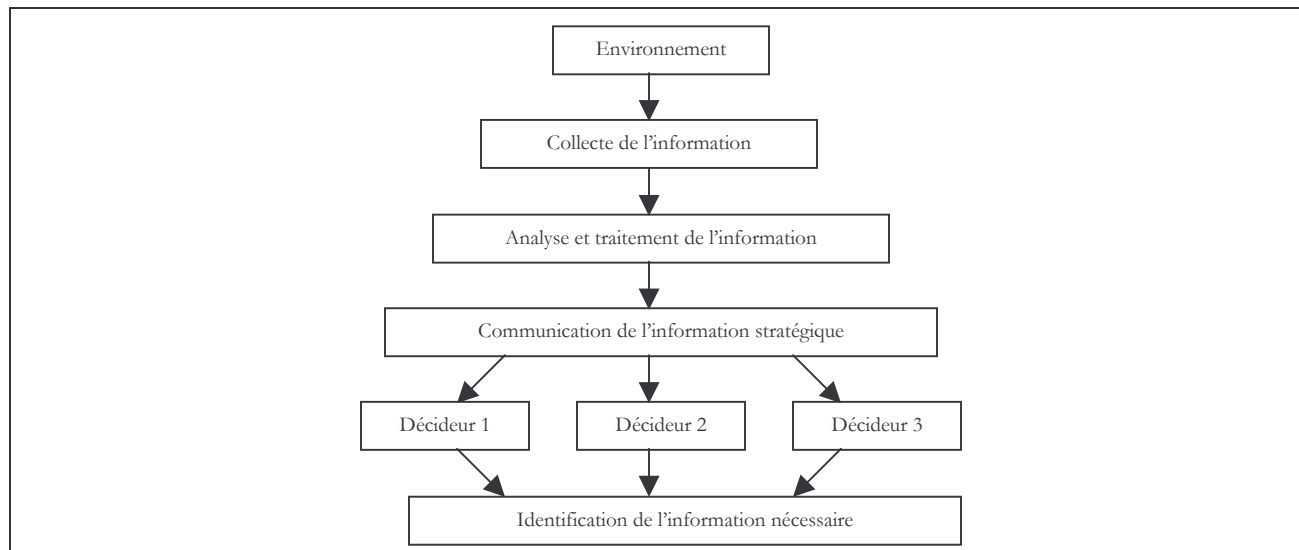 Environnement
Collecte de l’information
Analyse et traitement de l’information
Communication de l’information stratégique
Décideur 1
Décideur 2
Décideur 3
Identification de l’information nécessaire